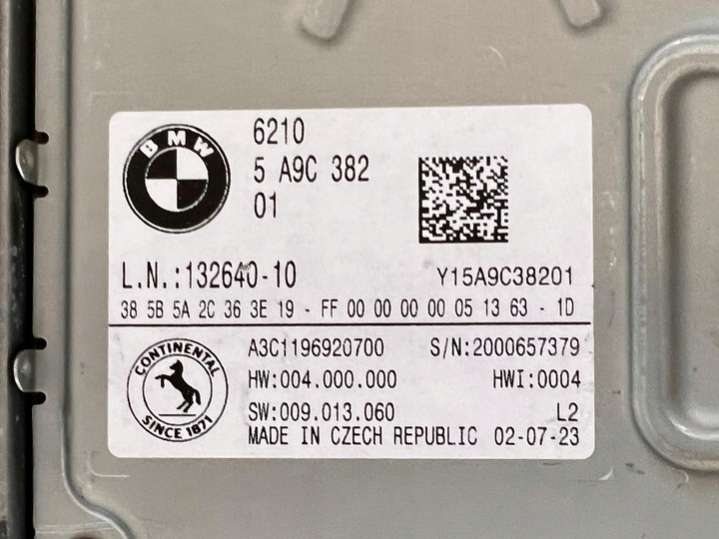 BMW
6210
5 A9C 382
01
L.N.:132640-10
Y15A9C38201
38 5B 5A 2C 36 3E 19 - FF 00 00 00 00 05 13 63 - 1D
CONTINENTAL
SINCE 1871
A3C1196920700 S/N:2000657379
HW:004.000.000 HWI:0004
SW:009.013.060 L2
MADE IN CZECH REPUBLIC 02-07-23